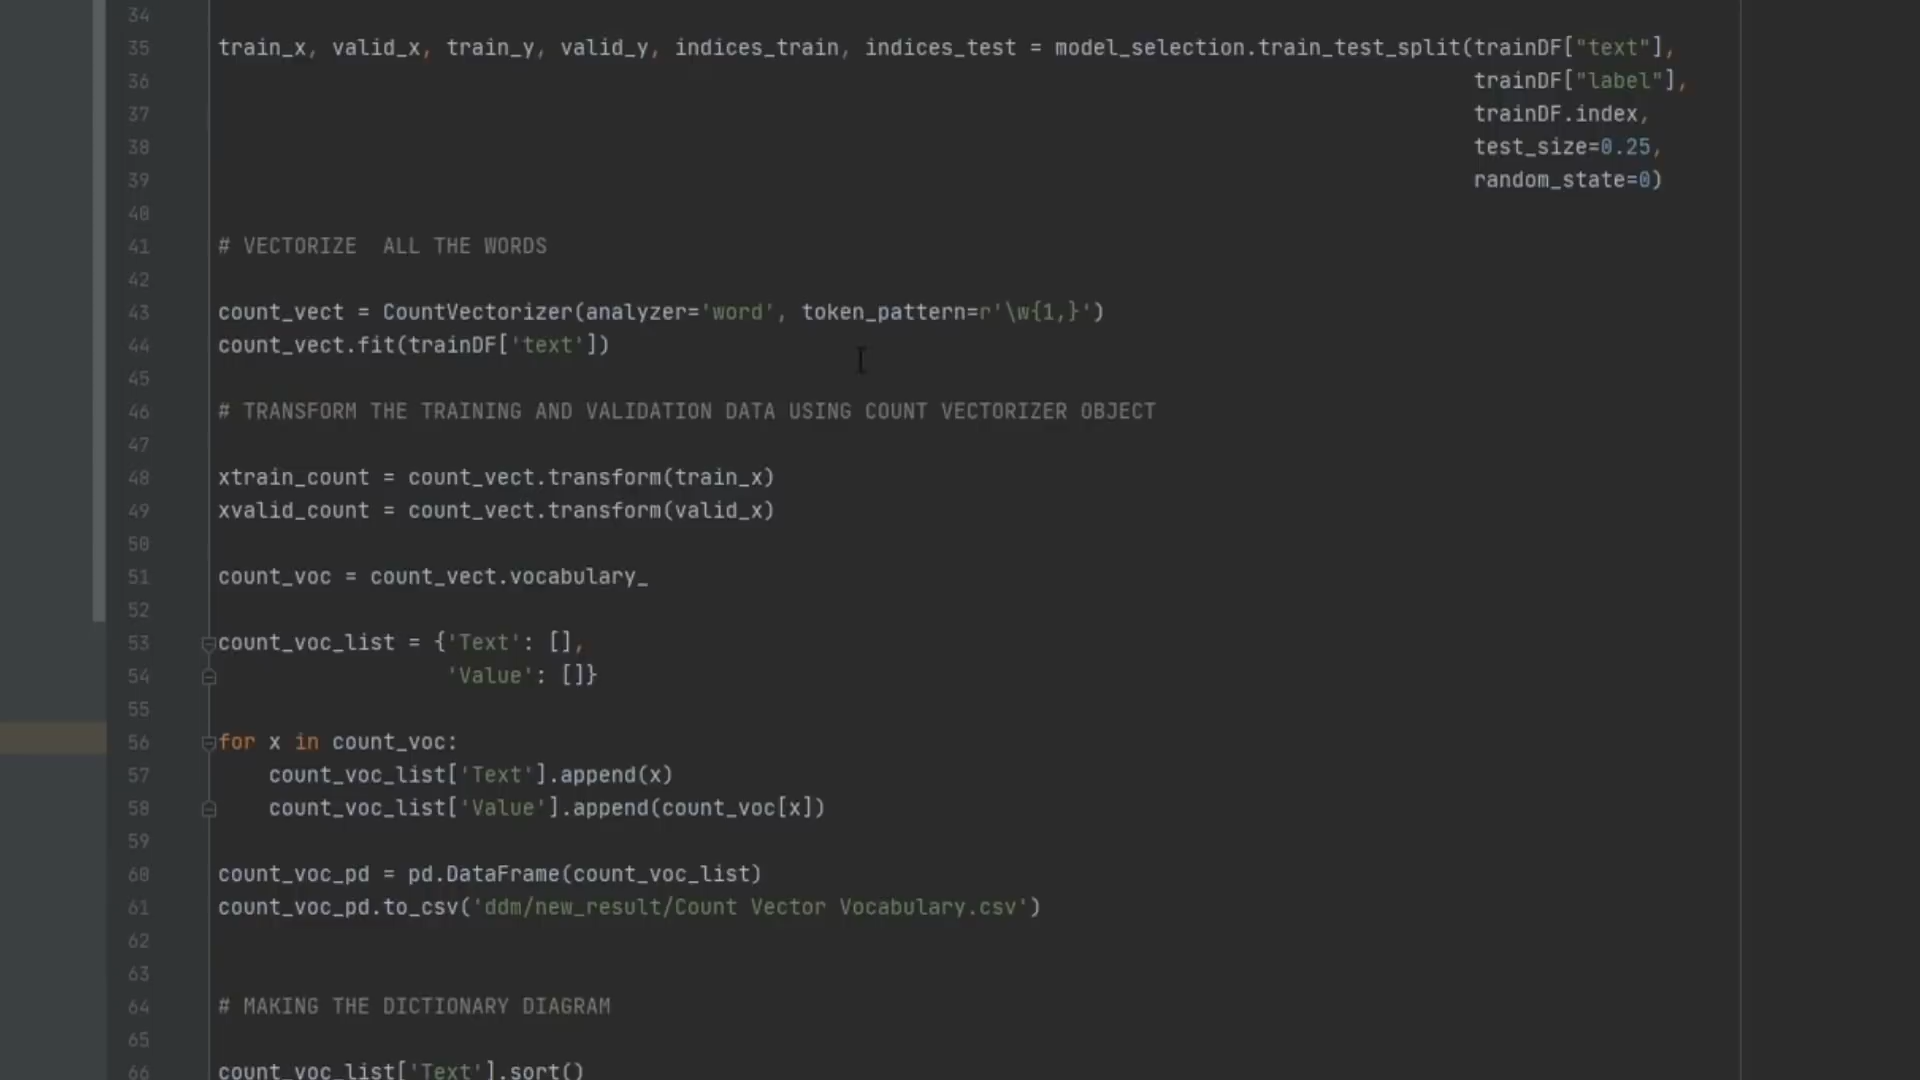 34
35 train_x, valid_x, train_y, valid_y, indices_train, indices_test = model_selection.train_test_split(trainDF["text"],
36 trainDF["label"],
37 trainDF.index,
38 test_size=0.25,
39 random_state=0)
40
41 # VECTORIZE  ALL THE WORDS
42
43 count_vect = CountVectorizer(analyzer='word', token_pattern=r'\w{1,}')
44 count_vect.fit(trainDF['text'])
45
46 # TRANSFORM THE TRAINING AND VALIDATION DATA USING COUNT VECTORIZER OBJECT
47
48 xtrain_count = count_vect.transform(train_x)
49 xvalid_count = count_vect.transform(valid_x)
50
51 count_voc = count_vect.vocabulary_
52
53 count_voc_list = {'Text': [],
54 'Value': []}
55
56 for x in count_voc:
57 count_voc_list['Text'].append(x)
58 count_voc_list['Value'].append(count_voc[x])
59
60 count_voc_pd = pd.DataFrame(count_voc_list)
61 count_voc_pd.to_csv('ddm/new_result/Count Vector Vocabulary.csv')
62
63
64 # MAKING THE DICTIONARY DIAGRAM
65
66 count_voc_list['Text'].sort()